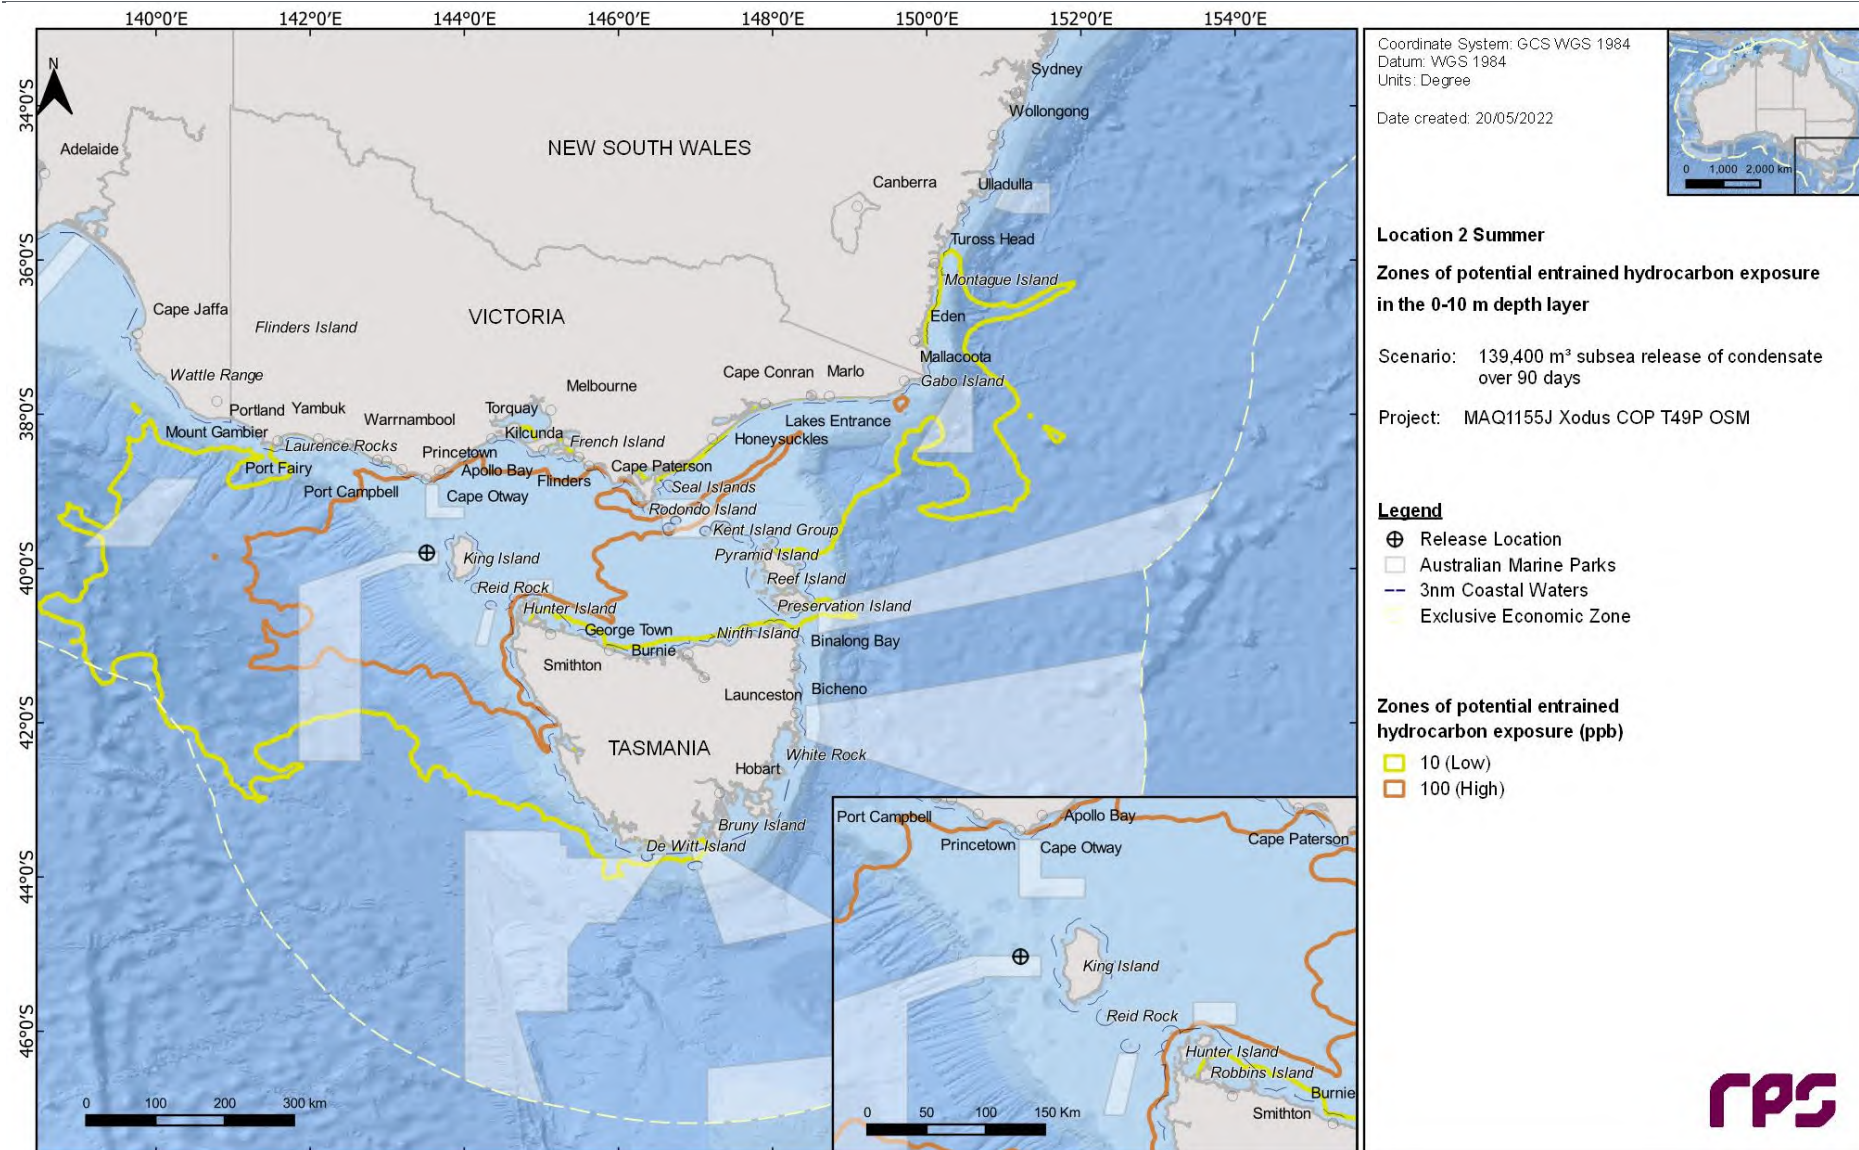 140°0'E 142°0'E 144°0'E 146°0'E 148°0'E 150°0'E 152°0'E 154°0'E
34°0'S
36°0'S
38°0'S
40°0'S
42°0'S
44°0'S
46°0'S
N
Sydney
Wollongong
NEW SOUTH WALES
Adelaide
Canberra
Ulladulla
Tuross Head
Montague Island
Cape Jaffa
VICTORIA
Eden
Flinders Island
Mallacoota
Wattle Range
Cape Conran Marlo
Gabo Island
Melbourne
Portland Yambuk
Torquay
Warrnambool
Lakes Entrance
Mount Gambier
Kilcunda
French Island
Honeysuckles
Laurence Rocks
Princetown
Port Fairy
Apollo Bay
Cape Paterson
Flinders
Seal Islands
Port Campbell
Cape Otway
Rodondo Island
Kent Island Group
King Island
Pyramid Island
Reef Island
Reid Rock
Hunter Island
Preservation Island
George Town
Ninth Island
Binalong Bay
Burnie
Smithton
Launceston
Bicheno
TASMANIA
White Rock
Hobart
Bruny Island
De Witt Island
0 100 200 300 km
Port Campbell
Apollo Bay
Princetown
Cape Otway
Cape Paterson
King Island
Reid Rock
Hunter Island
Robbins Island
Burnie
Smithton
0 50 100 150 Km
Coordinate System: GCS WGS 1984
Datum: WGS 1984
Units: Degree
Date created: 20/05/2022
0 1,000 2,000 km
Location 2 Summer
Zones of potential entrained hydrocarbon exposure
in the 0-10 m depth layer
Scenario: 139,400 m³ subsea release of condensate
over 90 days
Project: MAQ1155J Xodus COP T49P OSM
Legend
Release Location
Australian Marine Parks
3nm Coastal Waters
Exclusive Economic Zone
Zones of potential entrained
hydrocarbon exposure (ppb)
10 (Low)
100 (High)
rps